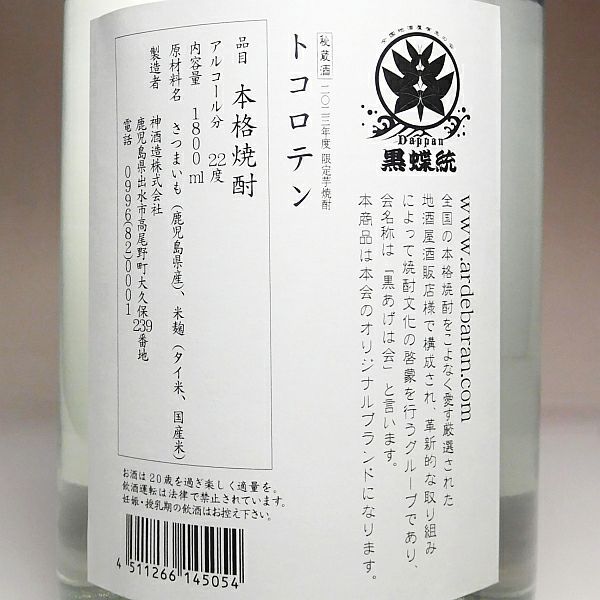 全国地酒屋優良の会
Dappan
黒蝶統
www.ardebaran.com
全国の本格焼酎をこよなく愛す厳選された
地酒屋酒販店様で構成され、革新的な取り組み
によって焼酎文化の啓蒙を行うグループであり、
会名称は「黒あげは会」と言います。
本商品は本会のオリジナルブランドになります。
秘蔵酒 二〇二三年度 限定芋焼酎
トコロテン
品目 本格焼酎
アルコール分 22度
内容量 1800ml
原材料名 さつまいも(鹿児島県産)、米麹(タイ米、国産米)
製造者 神酒造株式会社
鹿児島県出水市高尾野町大久保239番地
電話 0996(82)0001
お酒は20歳を過ぎ楽しく適量を。
飲酒運転は法律で禁止されています。
妊娠・授乳期の飲酒はお控え下さい。
4 511266 145054